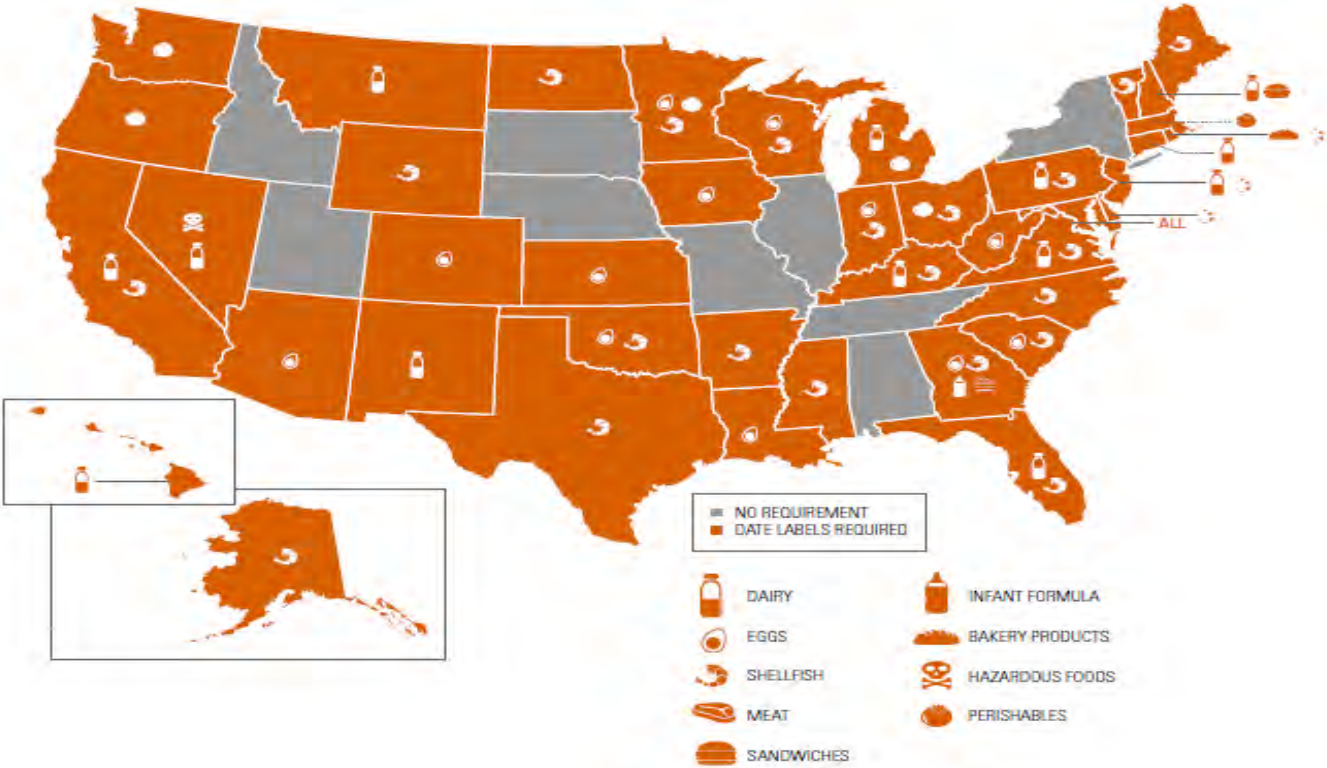 ALL
NO REQUIREMENT
DATE LABELS REQUIRED
DAIRY
INFANT FORMULA
EGGS
BAKERY PRODUCTS
SHELLFISH
HAZARDOUS FOODS
MEAT
PERISHABLES
SANDWICHES